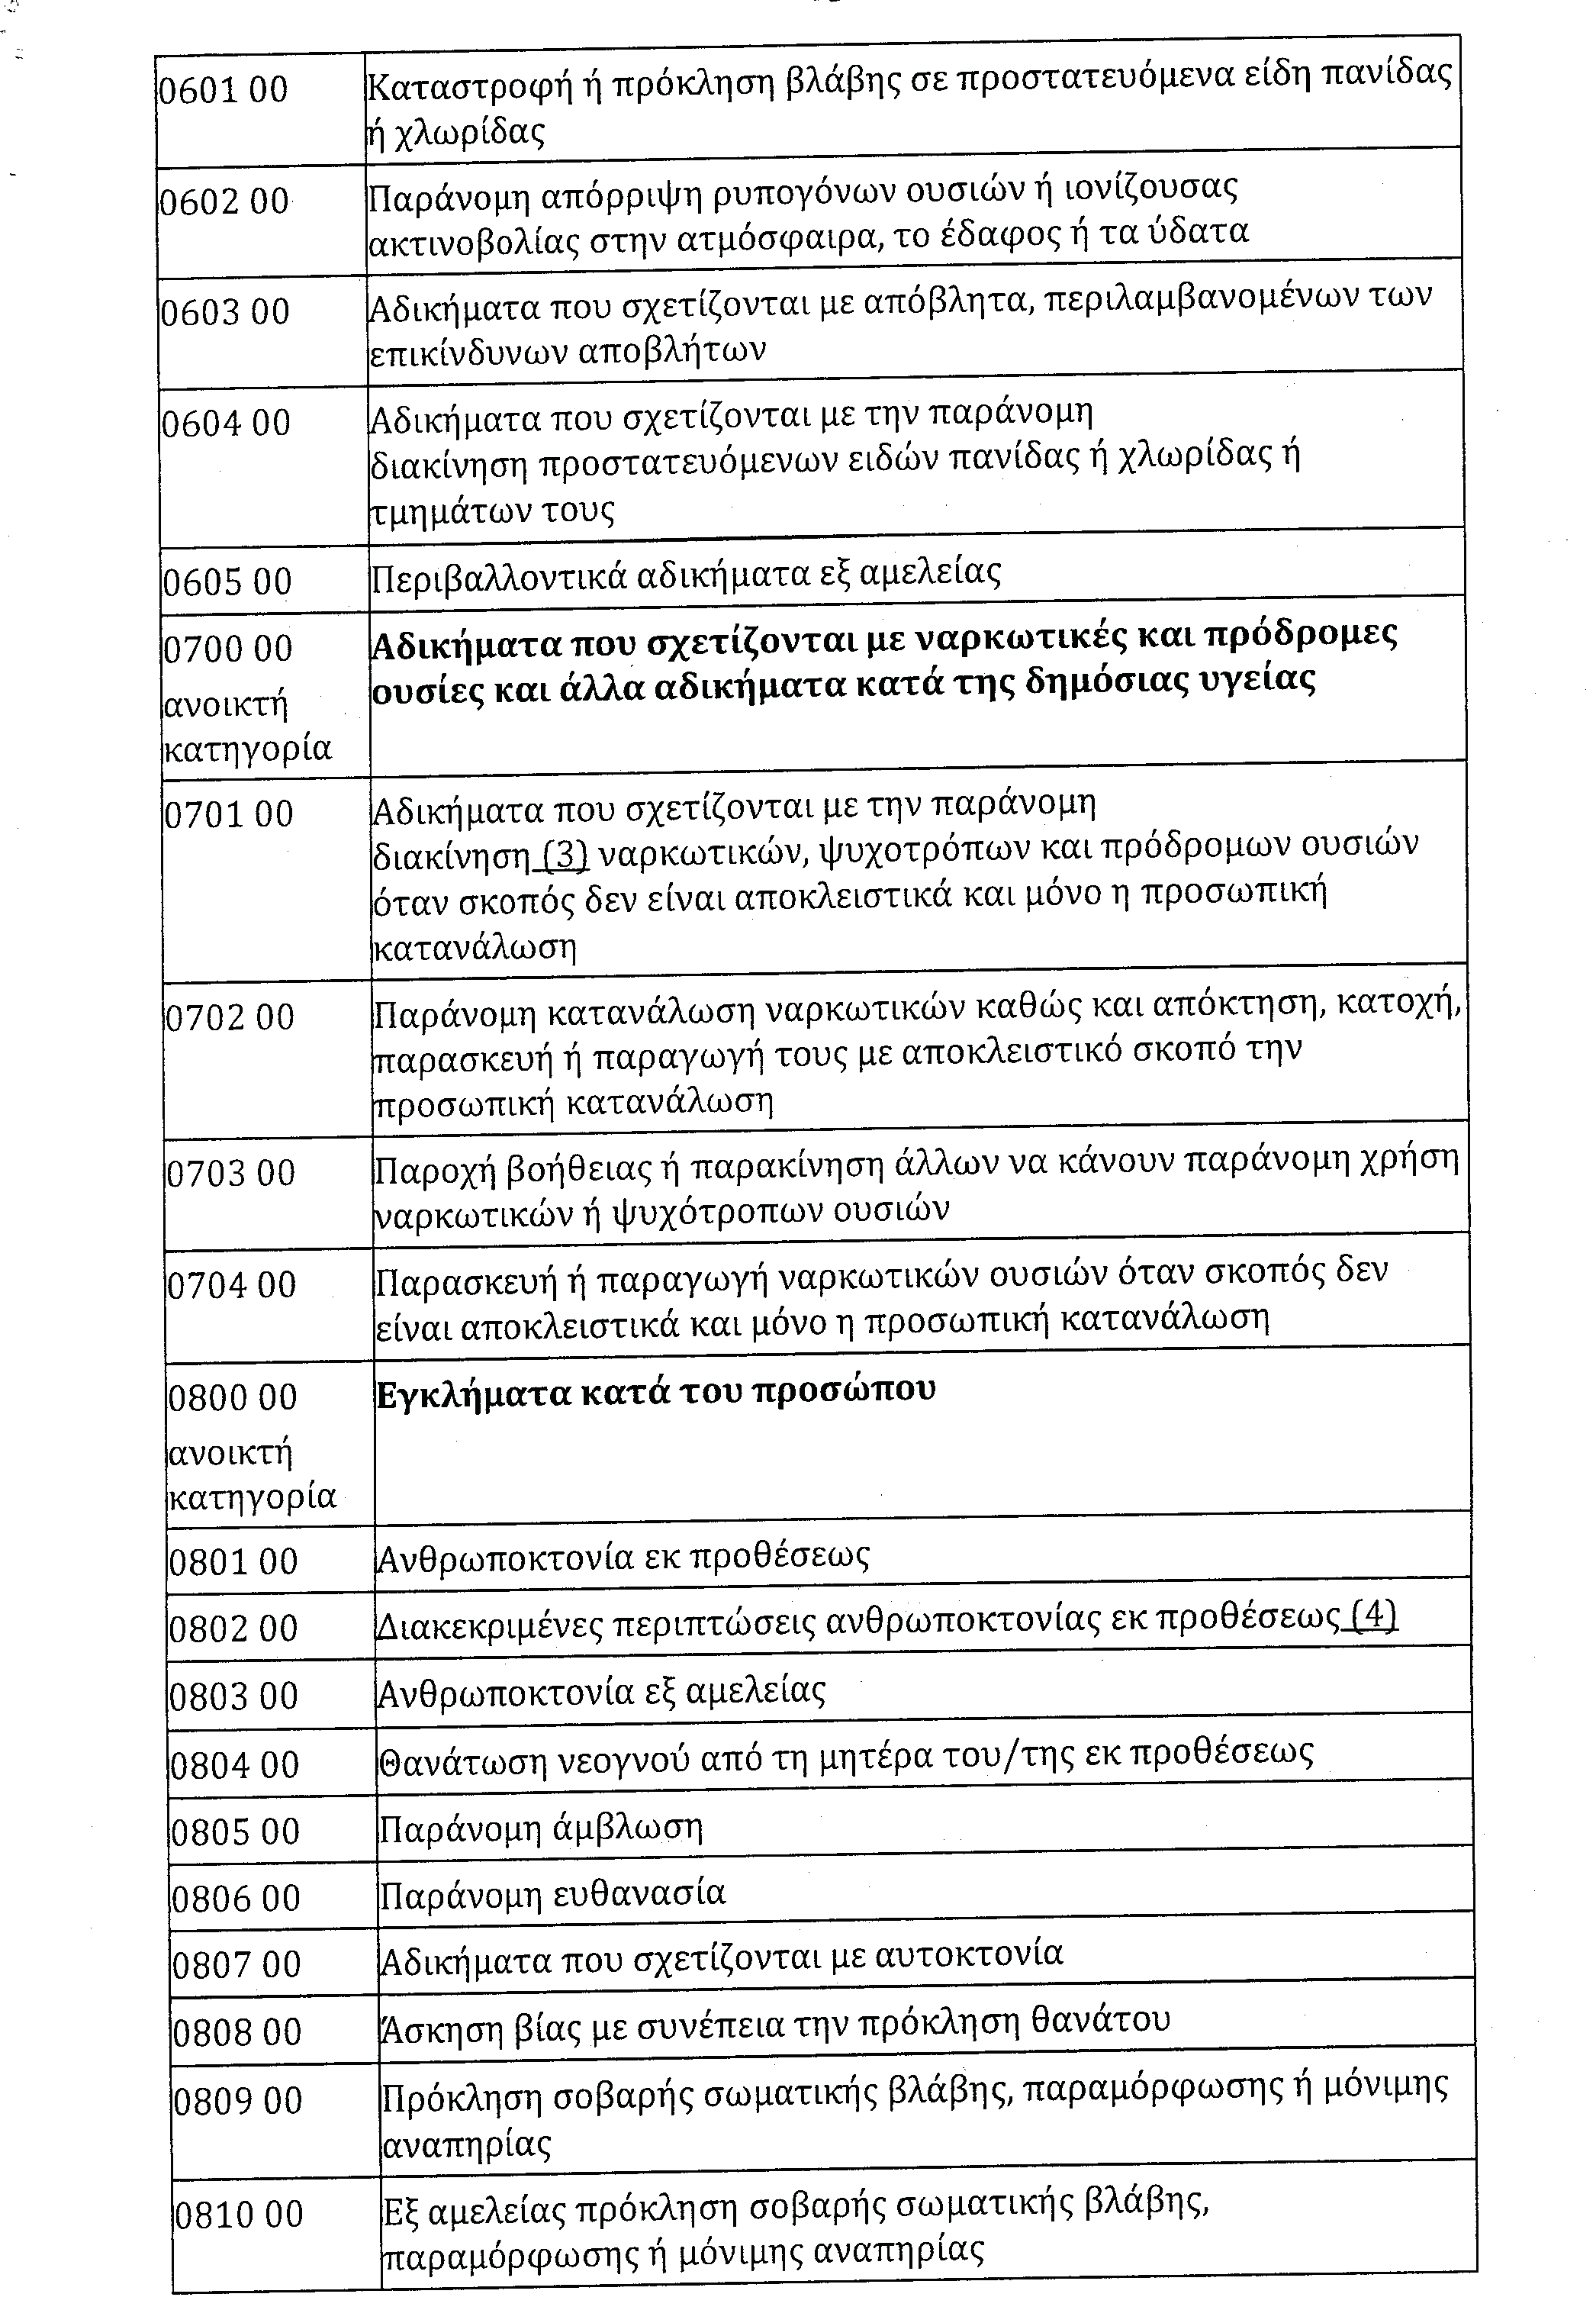 0601 00 Καταστροφή ή πρόκληση βλάβης σε προστατευόμενα είδη πανίδας
ή χλωρίδας
0602 00 Παράνομη απόρριψη ρυπογόνων ουσιών ή ιονίζουσας
ακτινοβολίας στην ατμόσφαιρα, το έδαφος ή τα ύδατα
0603 00 Αδικήματα που σχετίζονται με απόβλητα, περιλαμβανομένων των
επικίνδυνων αποβλήτων
0604 00 Αδικήματα που σχετίζονται με την παράνομη
διακίνηση προστατευόμενων ειδών πανίδας ή χλωρίδας ή
τμημάτων τους
0605 00 Περιβαλλοντικά αδικήματα εξ αμελείας
0700 00 Αδικήματα που σχετίζονται με ναρκωτικές και πρόδρομες
ανοικτή ουσίες και άλλα αδικήματα κατά της δημόσιας υγείας
κατηγορία
0701 00 Αδικήματα που σχετίζονται με την παράνομη
διακίνηση (3) ναρκωτικών, ψυχοτρόπων και πρόδρομων ουσιών
όταν σκοπός δεν είναι αποκλειστικά και μόνο η προσωπική
κατανάλωση
0702 00 Παράνομη κατανάλωση ναρκωτικών καθώς και απόκτηση, κατοχή,
παρασκευή ή παραγωγή τους με αποκλειστικό σκοπό την
προσωπική κατανάλωση
0703 00 Παροχή βοήθειας ή παρακίνηση άλλων να κάνουν παράνομη χρήση
ναρκωτικών ή ψυχότροπων ουσιών
0704 00 Παρασκευή ή παραγωγή ναρκωτικών ουσιών όταν σκοπός δεν
είναι αποκλειστικά και μόνο η προσωπική κατανάλωση
0800 00 Εγκλήματα κατά του προσώπου
ανοικτή
κατηγορία
0801 00 Ανθρωποκτονία εκ προθέσεως
0802 00 Διακεκριμένες περιπτώσεις ανθρωποκτονίας εκ προθέσεως (4)
0803 00 Ανθρωποκτονία εξ αμελείας
0804 00 Θανάτωση νεογνού από τη μητέρα του/της εκ προθέσεως
0805 00 Παράνομη άμβλωση
0806 00 Παράνομη ευθανασία
0807 00 Αδικήματα που σχετίζονται με αυτοκτονία
0808 00 Άσκηση βίας με συνέπεια την πρόκληση θανάτου
0809 00 Πρόκληση σοβαρής σωματικής βλάβης, παραμόρφωσης ή μόνιμης
αναπηρίας
0810 00 Εξ αμελείας πρόκληση σοβαρής σωματικής βλάβης,
παραμόρφωσης ή μόνιμης αναπηρίας